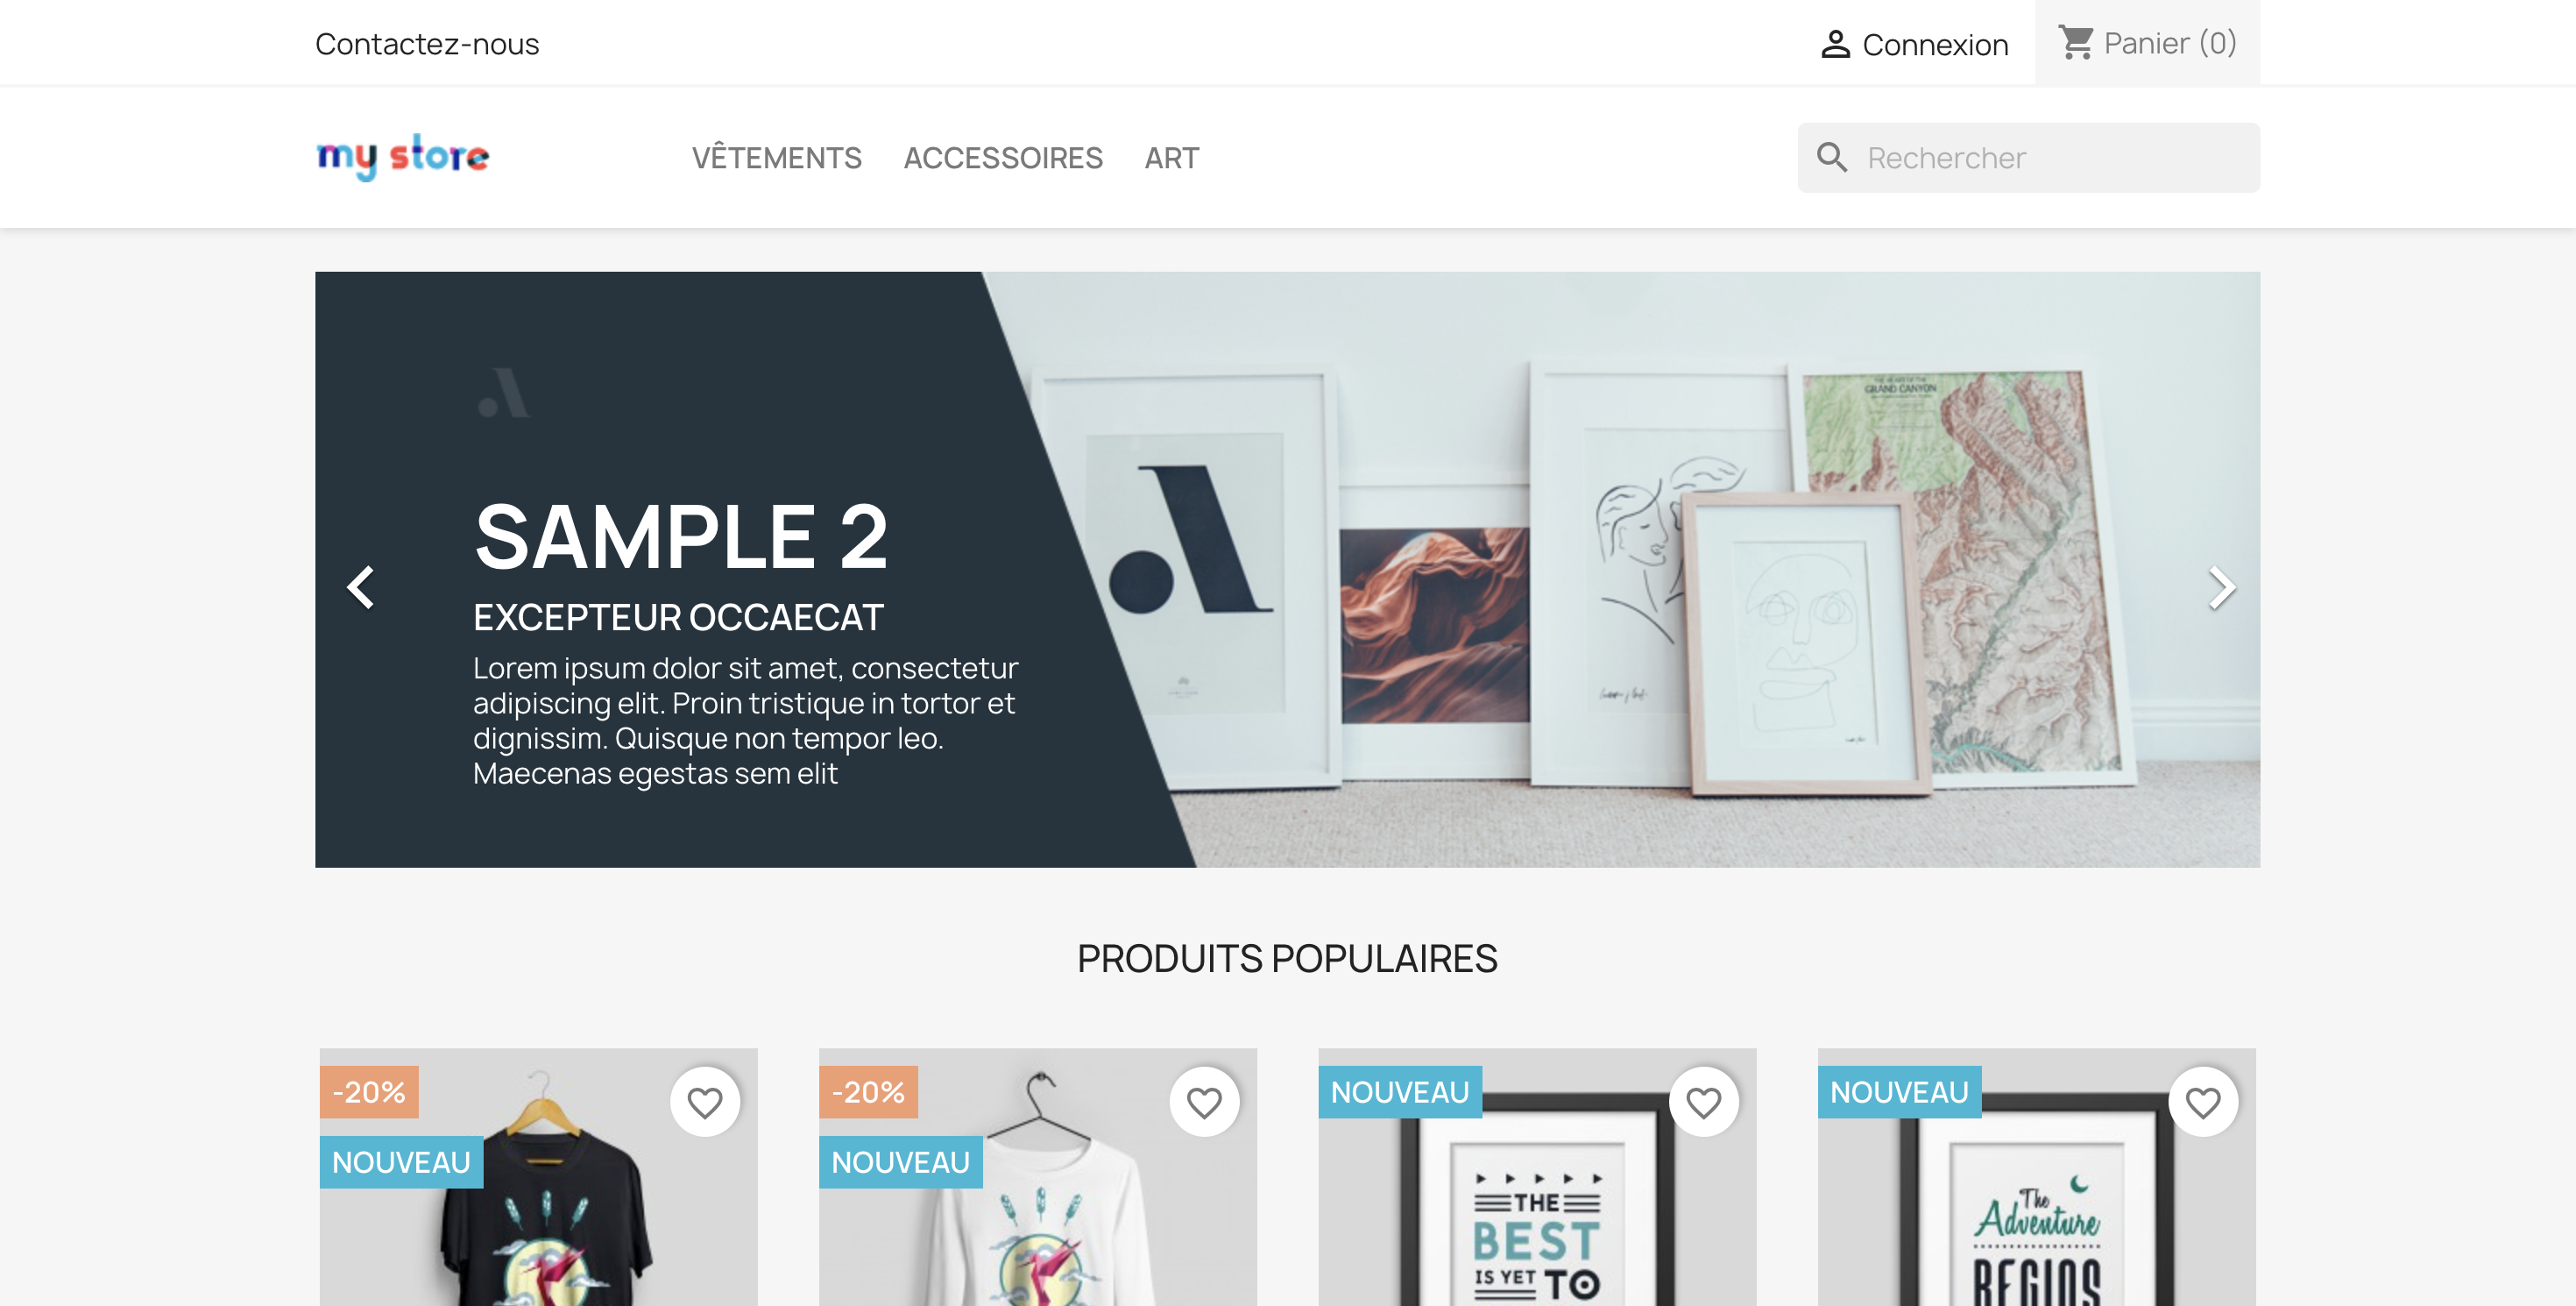 Contactez-nous
Connexion
Panier (0)
my store
VÊTEMENTS
ACCESSOIRES
ART
Rechercher
GRAND CANYON
SAMPLE 2
EXCEPTEUR OCCAECAT
Lorem ipsum dolor sit amet, consectetur
adipiscing elit. Proin tristique in tortor et
dignissim. Quisque non tempor leo.
Maecenas egestas sem elit
PRODUITS POPULAIRES
-20%
NOUVEAU
-20%
NOUVEAU
NOUVEAU
THE
BEST
IS YET TO
NOUVEAU
The
Adventure
BEGINS